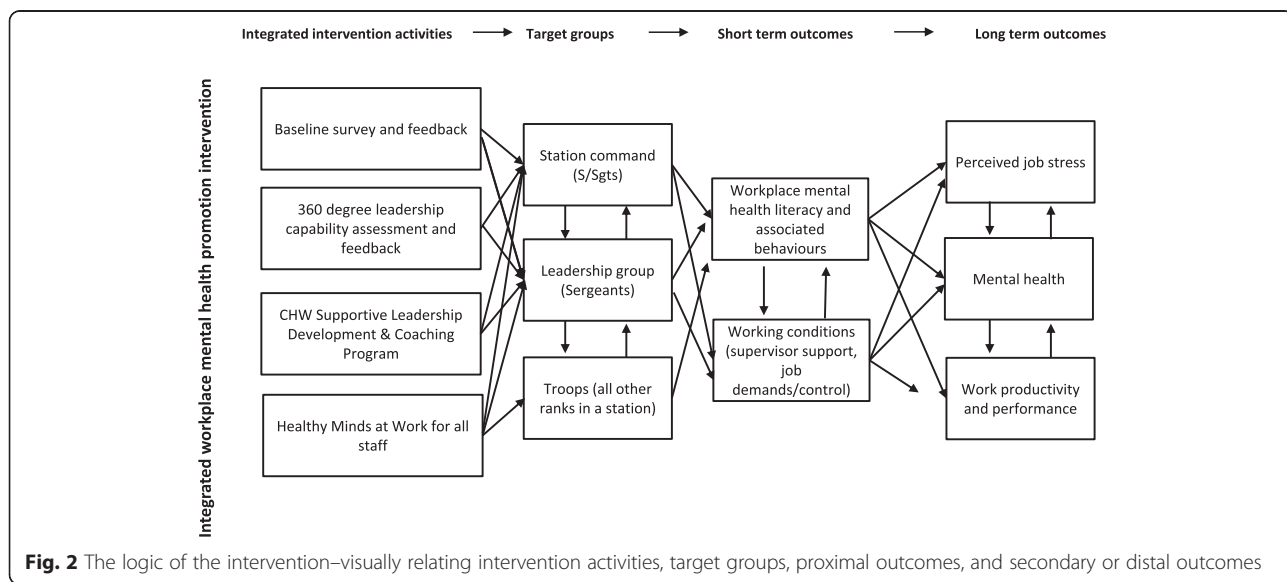 Integrated intervention activities
Target groups
Short term outcomes
Long term outcomes
Integrated workplace mental health promotion intervention
Baseline survey and feedback
360 degree leadership
capability assessment and
feedback
CHW Supportive Leadership
Development & Coaching
Program
Healthy Minds at Work for all
staff
Station command
(S/Sgts)
Leadership group
(Sergeants)
Troops (all other
ranks in a station)
Workplace mental
health literacy and
associated
behaviours
Working conditions
(supervisor support,
job
demands/control)
Perceived job stress
Mental health
Work productivity
and performance
Fig. 2 The logic of the intervention–visually relating intervention activities, target groups, proximal outcomes, and secondary or distal outcomes